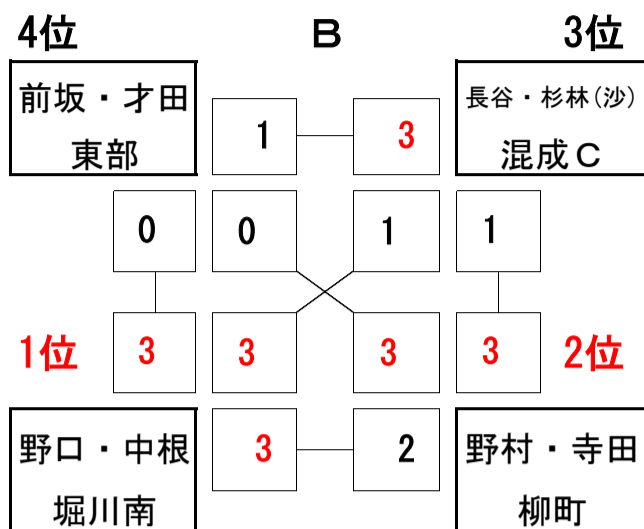 4位 B 3位
前坂・才田 1 3 長谷・杉林(沙)
東部 混成C
0 0 1 1
1位 3 3 3 3 2位
野口・中根 3 2 野村・寺田
堀川南 柳町